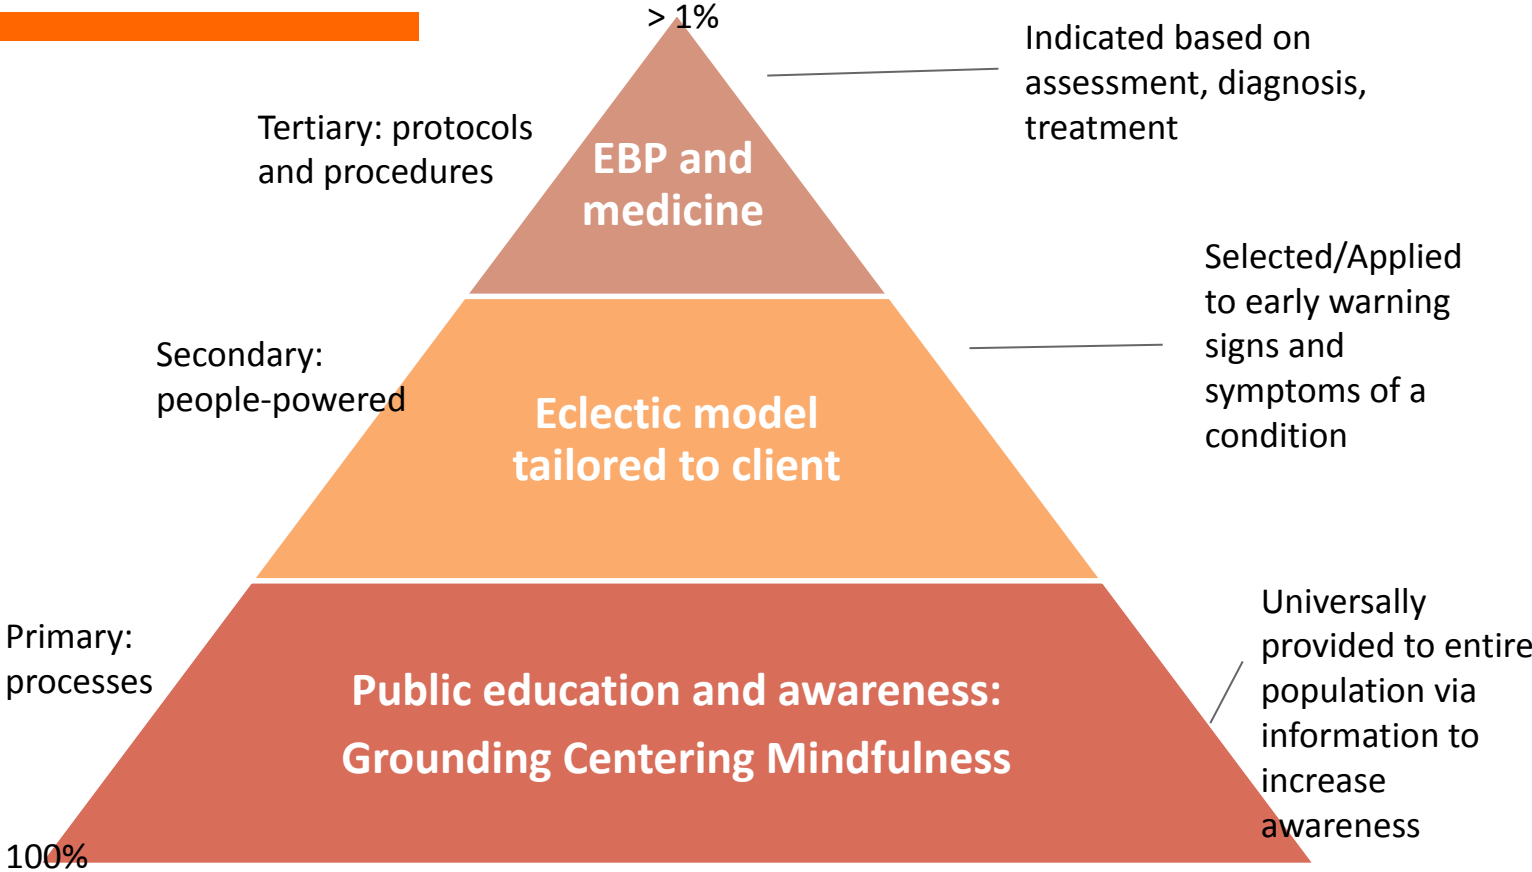 > 1%
Indicated based on
assessment, diagnosis,
treatment
Tertiary: protocols
and procedures
EBP and
medicine
Selected/Applied
to early warning
signs and
symptoms of a
condition
Secondary:
people-powered
Eclectic model
tailored to client
Universally
provided to entire
population via
information to
increase
awareness
Primary:
processes
Public education and awareness:
Grounding Centering Mindfulness
100%